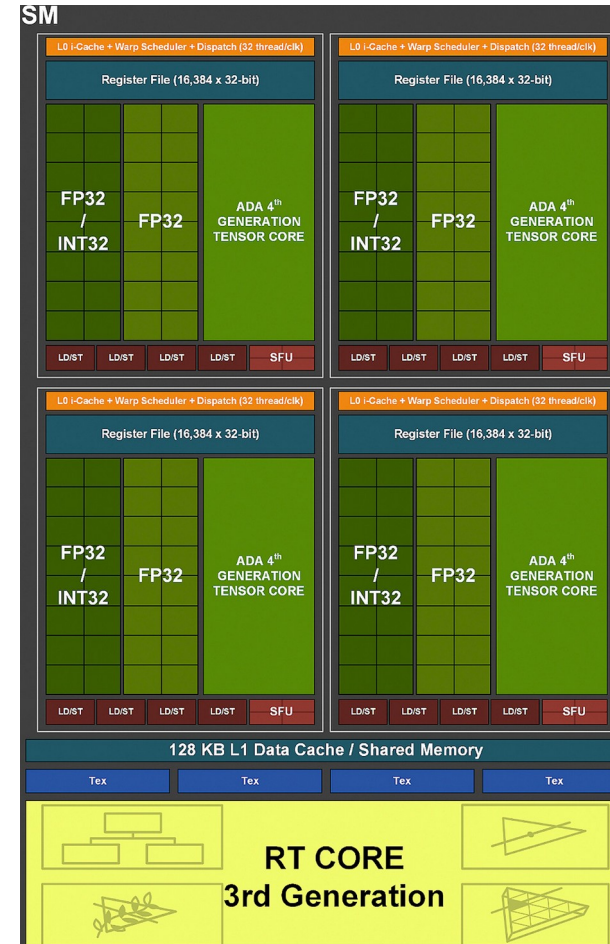 SM
L0 i-Cache + Warp Scheduler + Dispatch (32 thread/clk)
Register File (16,384 x 32-bit)
FP32
/
INT32
FP32
ADA 4th
GENERATION
TENSOR CORE
LD/ST LD/ST LD/ST LD/ST SFU
L0 i-Cache + Warp Scheduler + Dispatch (32 thread/clk)
Register File (16,384 x 32-bit)
FP32
/
INT32
FP32
ADA 4th
GENERATION
TENSOR CORE
LD/ST LD/ST LD/ST LD/ST SFU
L0 i-Cache + Warp Scheduler + Dispatch (32 thread/clk)
Register File (16,384 x 32-bit)
FP32
/
INT32
FP32
ADA 4th
GENERATION
TENSOR CORE
LD/ST LD/ST LD/ST LD/ST SFU
L0 i-Cache + Warp Scheduler + Dispatch (32 thread/clk)
Register File (16,384 x 32-bit)
FP32
/
INT32
FP32
ADA 4th
GENERATION
TENSOR CORE
LD/ST LD/ST LD/ST LD/ST SFU
128 KB L1 Data Cache / Shared Memory
Tex Tex Tex Tex
RT CORE
3rd Generation